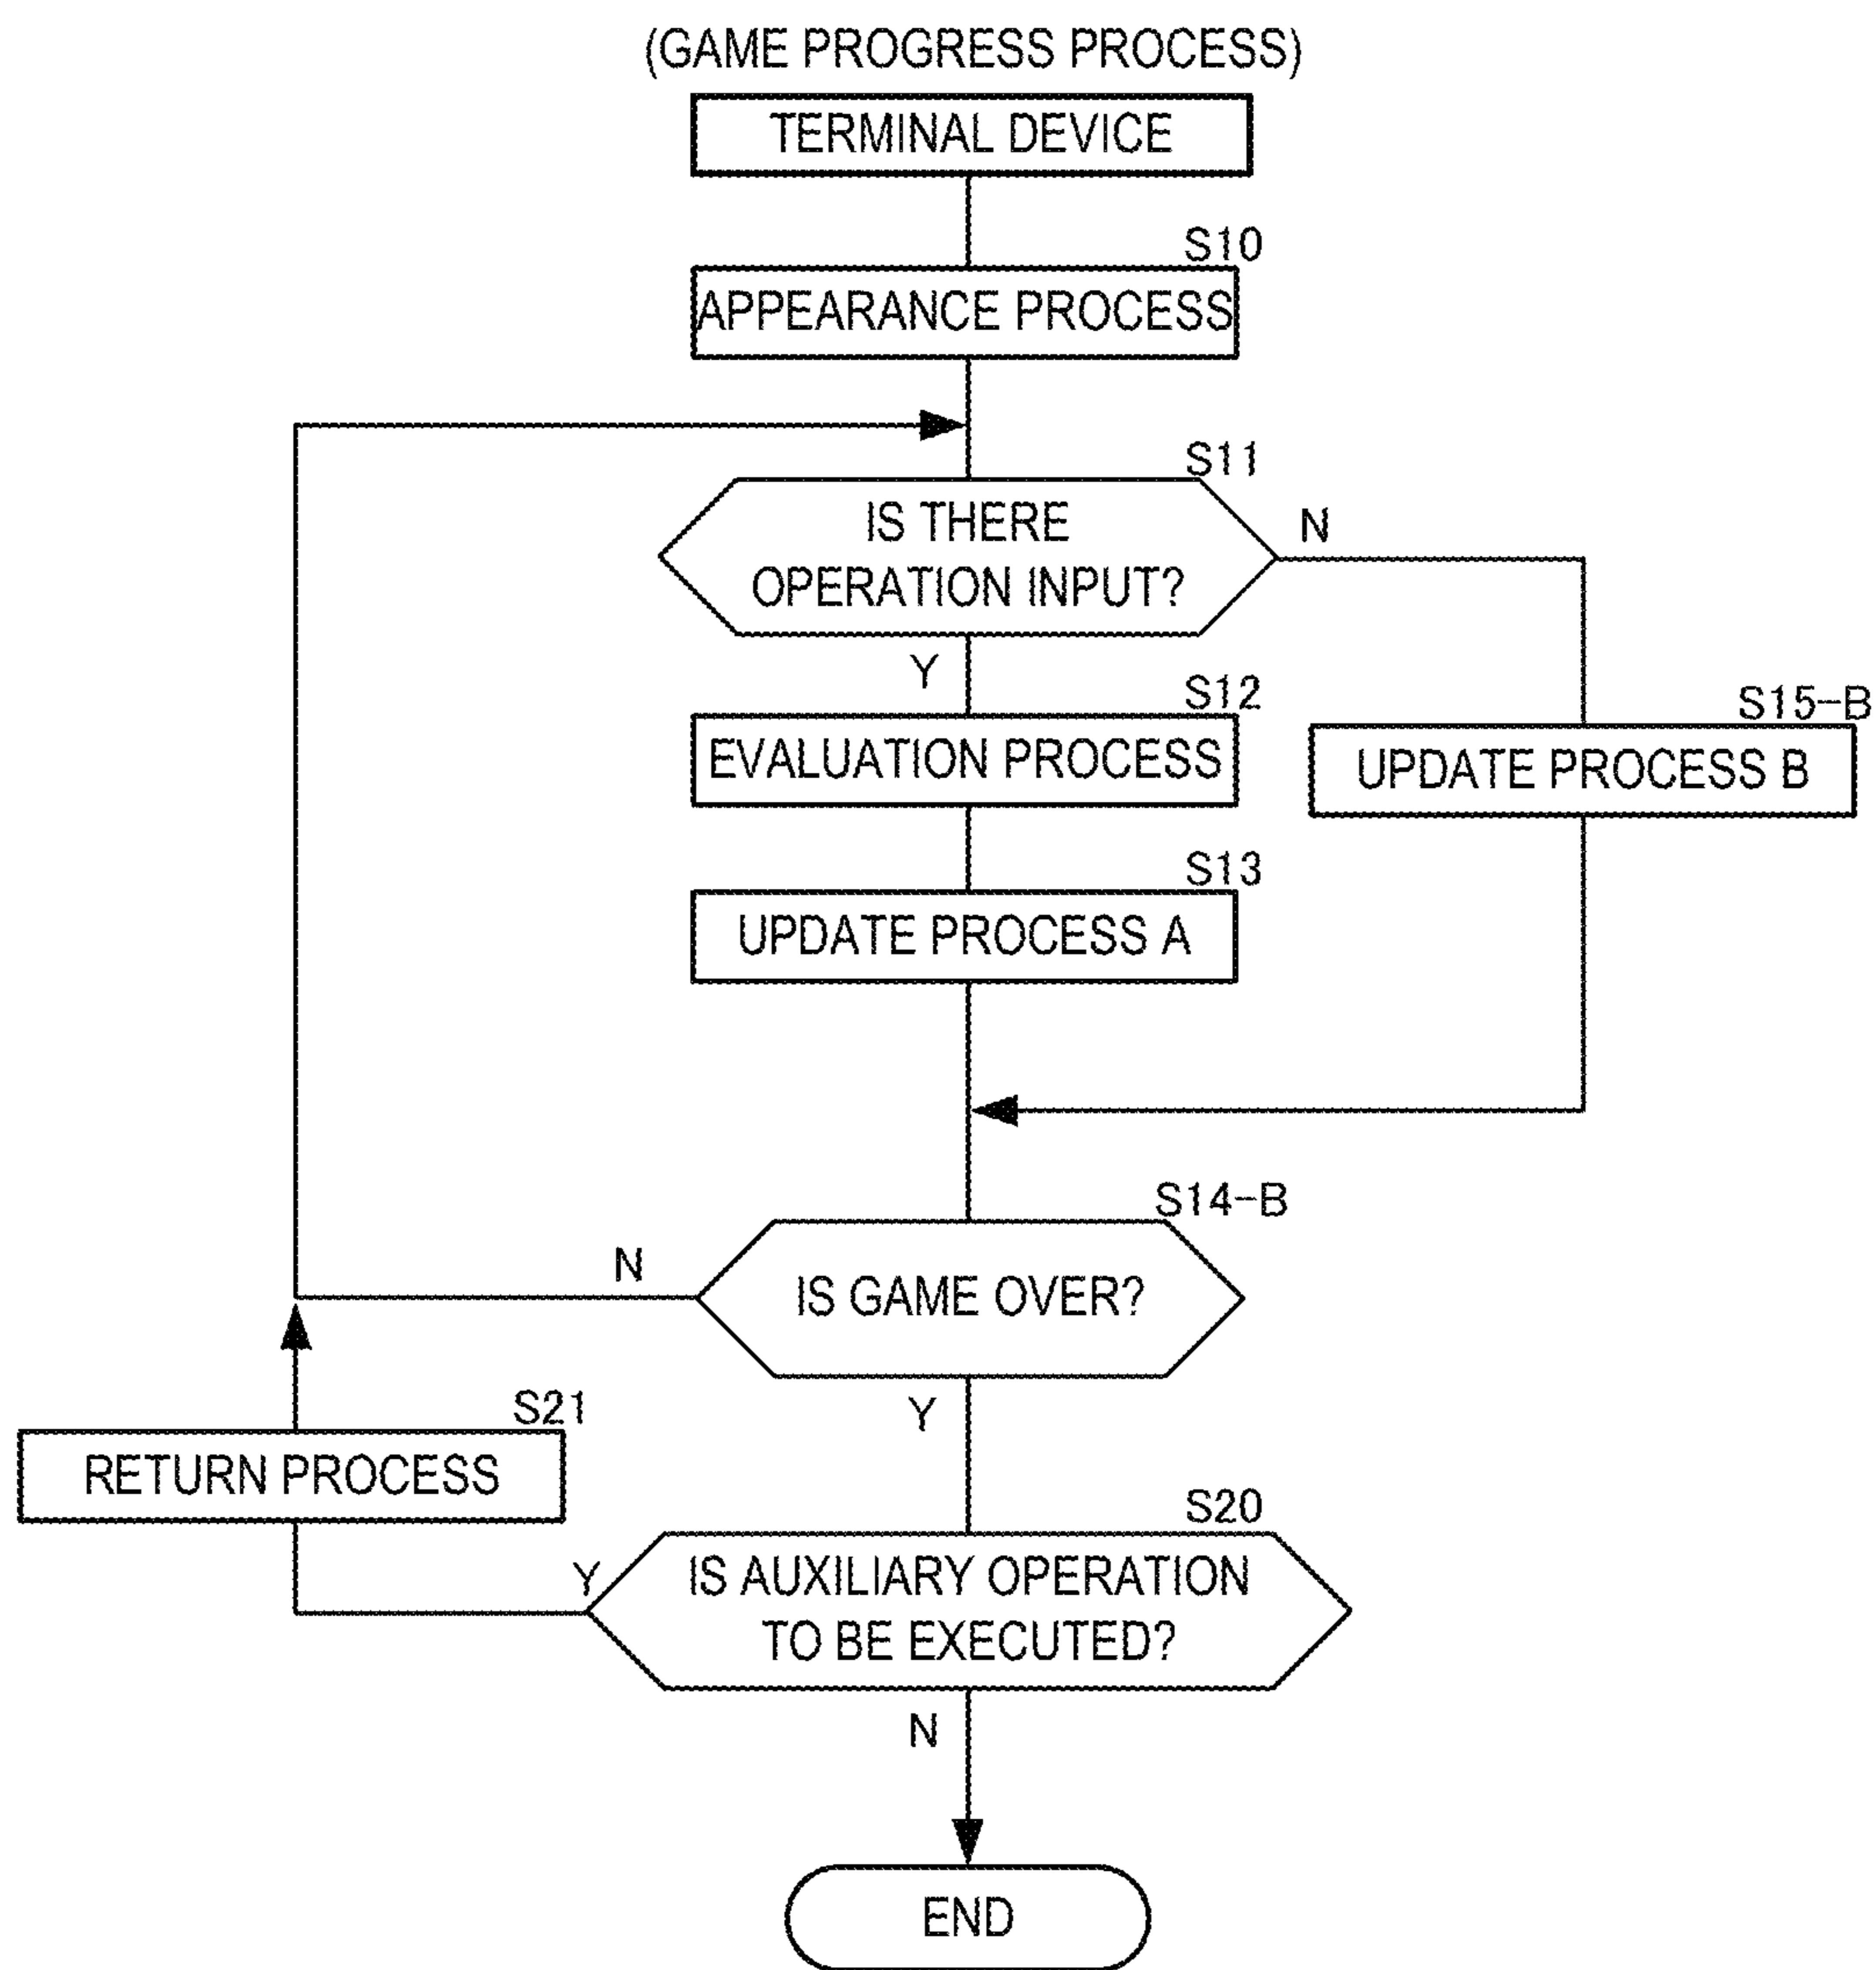 (GAME PROGRESS PROCESS)
TERMINAL DEVICE
S10
APPEARANCE PROCESS
S11
IS THERE
OPERATION INPUT?
N
Y
S12
EVALUATION PROCESS
S15-B
UPDATE PROCESS B
S13
UPDATE PROCESS A
S14-B
IS GAME OVER?
N
Y
S21
RETURN PROCESS
S20
IS AUXILIARY OPERATION
TO BE EXECUTED?
Y
N
END